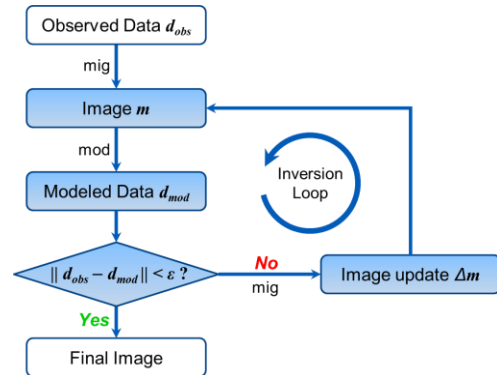 Observed Data d_obs
mig
Image m
mod
Inversion
Loop
Modeled Data d_mod
|| d_obs – d_mod || < ε ?
No
mig
Image update Δm
Yes
Final Image